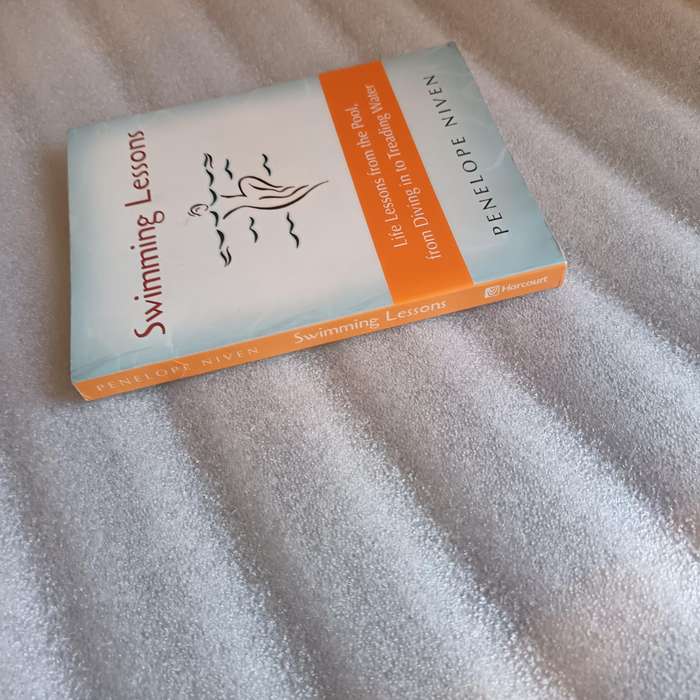 Swimming Lessons
Life Lessons from the Pool,
from Diving in to Treading Water
PENELOPE NIVEN
PENELOPE NIVEN
Swimming Lessons
Harcourt